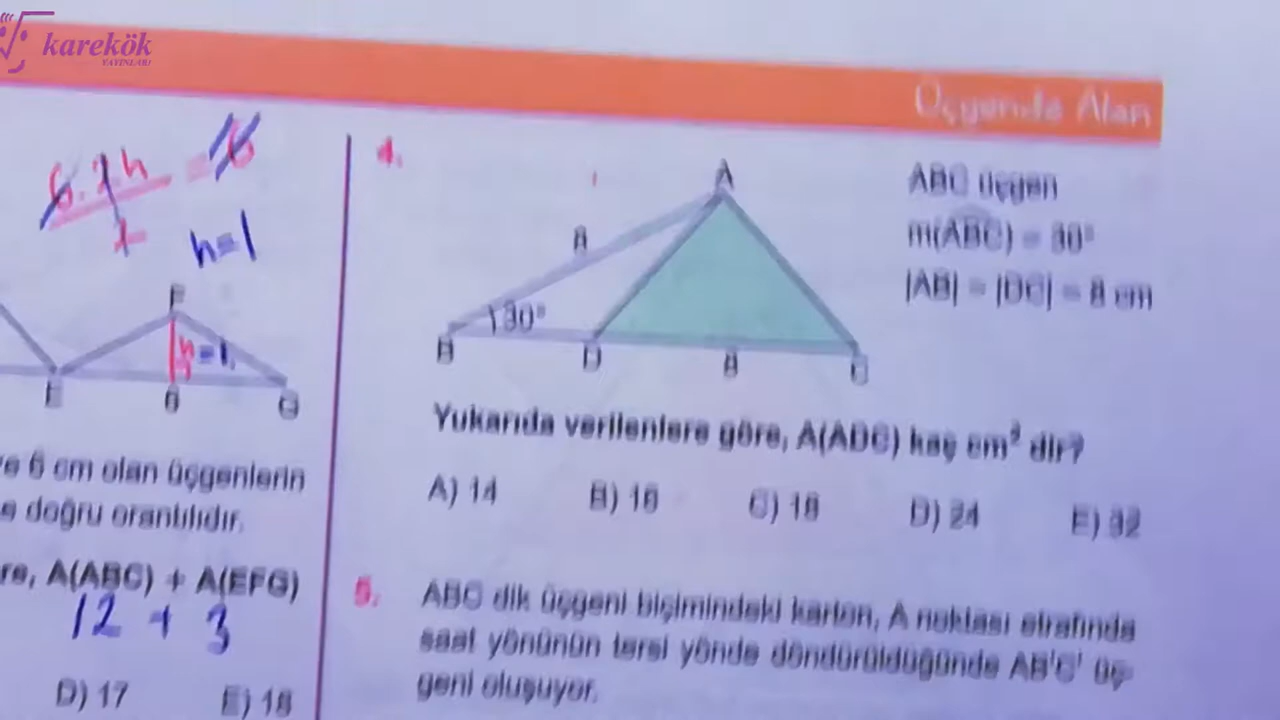 karekök
YAYINLARI
Üçgende Alan
6.2h = 6
h=1
F
h=1
E
6
G
e 6 cm olan üçgenlerin
a doğru orantılıdır.
re, A(ABC) + A(EFG)
12 + 3
D) 17
E) 18
4.
A
8
30°
B
D
8
C
ABC üçgen
m(ABC) = 30°
|AB| = |DC| = 8 cm
Yukarıda verilenlere göre, A(ADC) kaç cm² dir?
A) 14
B) 16
C) 18
D) 24
E) 32
5.
ABC dik üçgeni biçimindeki karton, A noktası etrafında
saat yönünün tersi yönde döndürüldüğünde AB'C' üç-
geni oluşuyor.